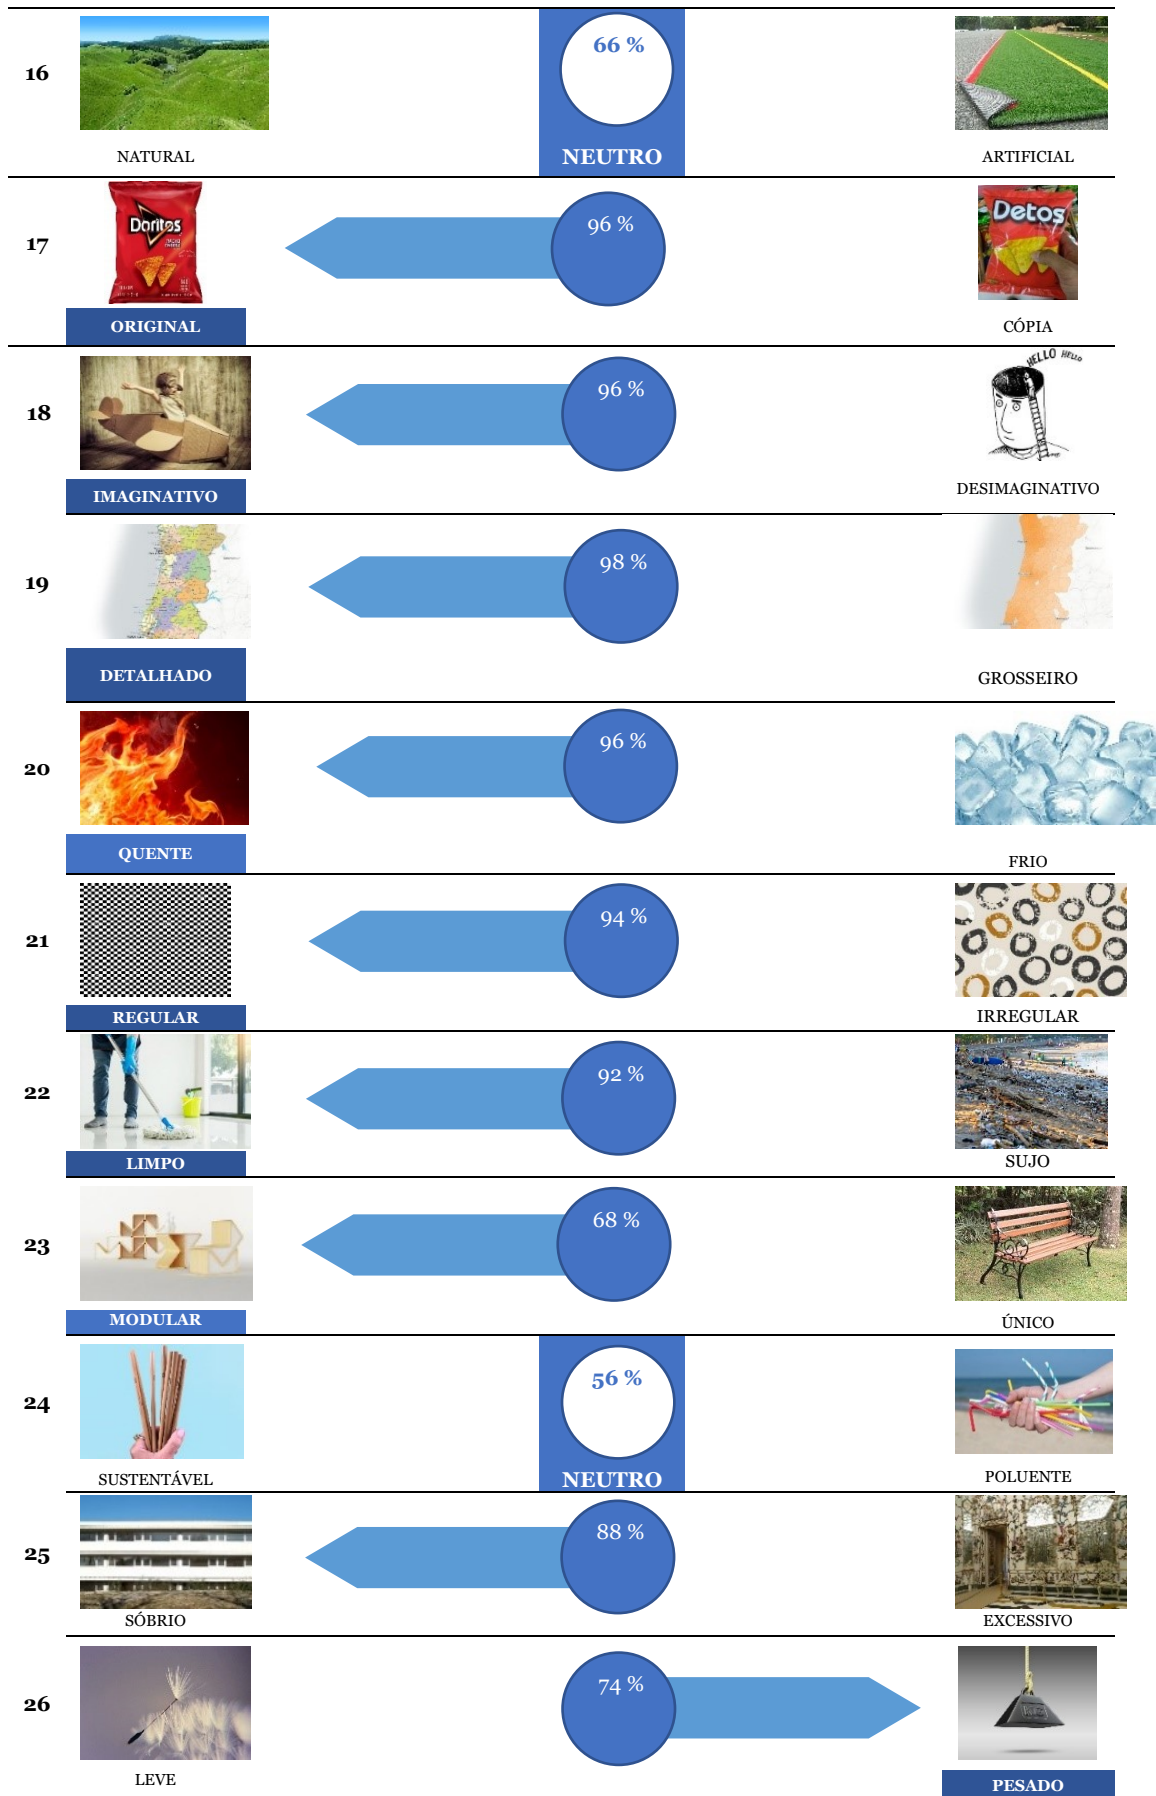 66 %
16
NATURAL
NEUTRO
ARTIFICIAL
Doritos
NACHO
17
96 %
Detos
ORIGINAL
CÓPIA
HELLO HELLO
18
96 %
IMAGINATIVO
DESIMAGINATIVO
19
98 %
DETALHADO
GROSSEIRO
20
96 %
QUENTE
FRIO
21
94 %
REGULAR
IRREGULAR
22
92 %
LIMPO
SUJO
23
68 %
MODULAR
ÚNICO
24
56 %
SUSTENTÁVEL
NEUTRO
POLUENTE
25
88 %
SÓBRIO
EXCESSIVO
26
74 %
LEVE
PESADO